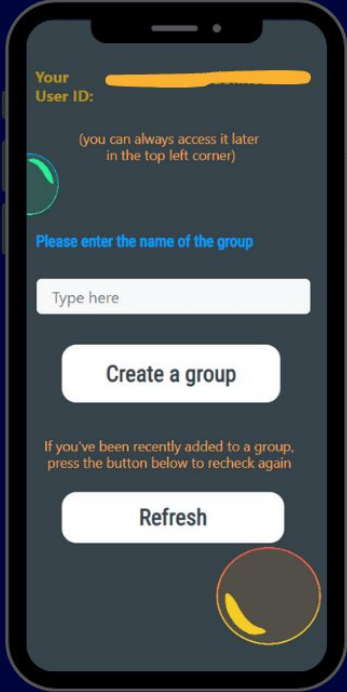 Your
User ID:
(you can always access it later
in the top left corner)
Please enter the name of the group
Type here
Create a group
If you've been recently added to a group,
press the button below to recheck again
Refresh